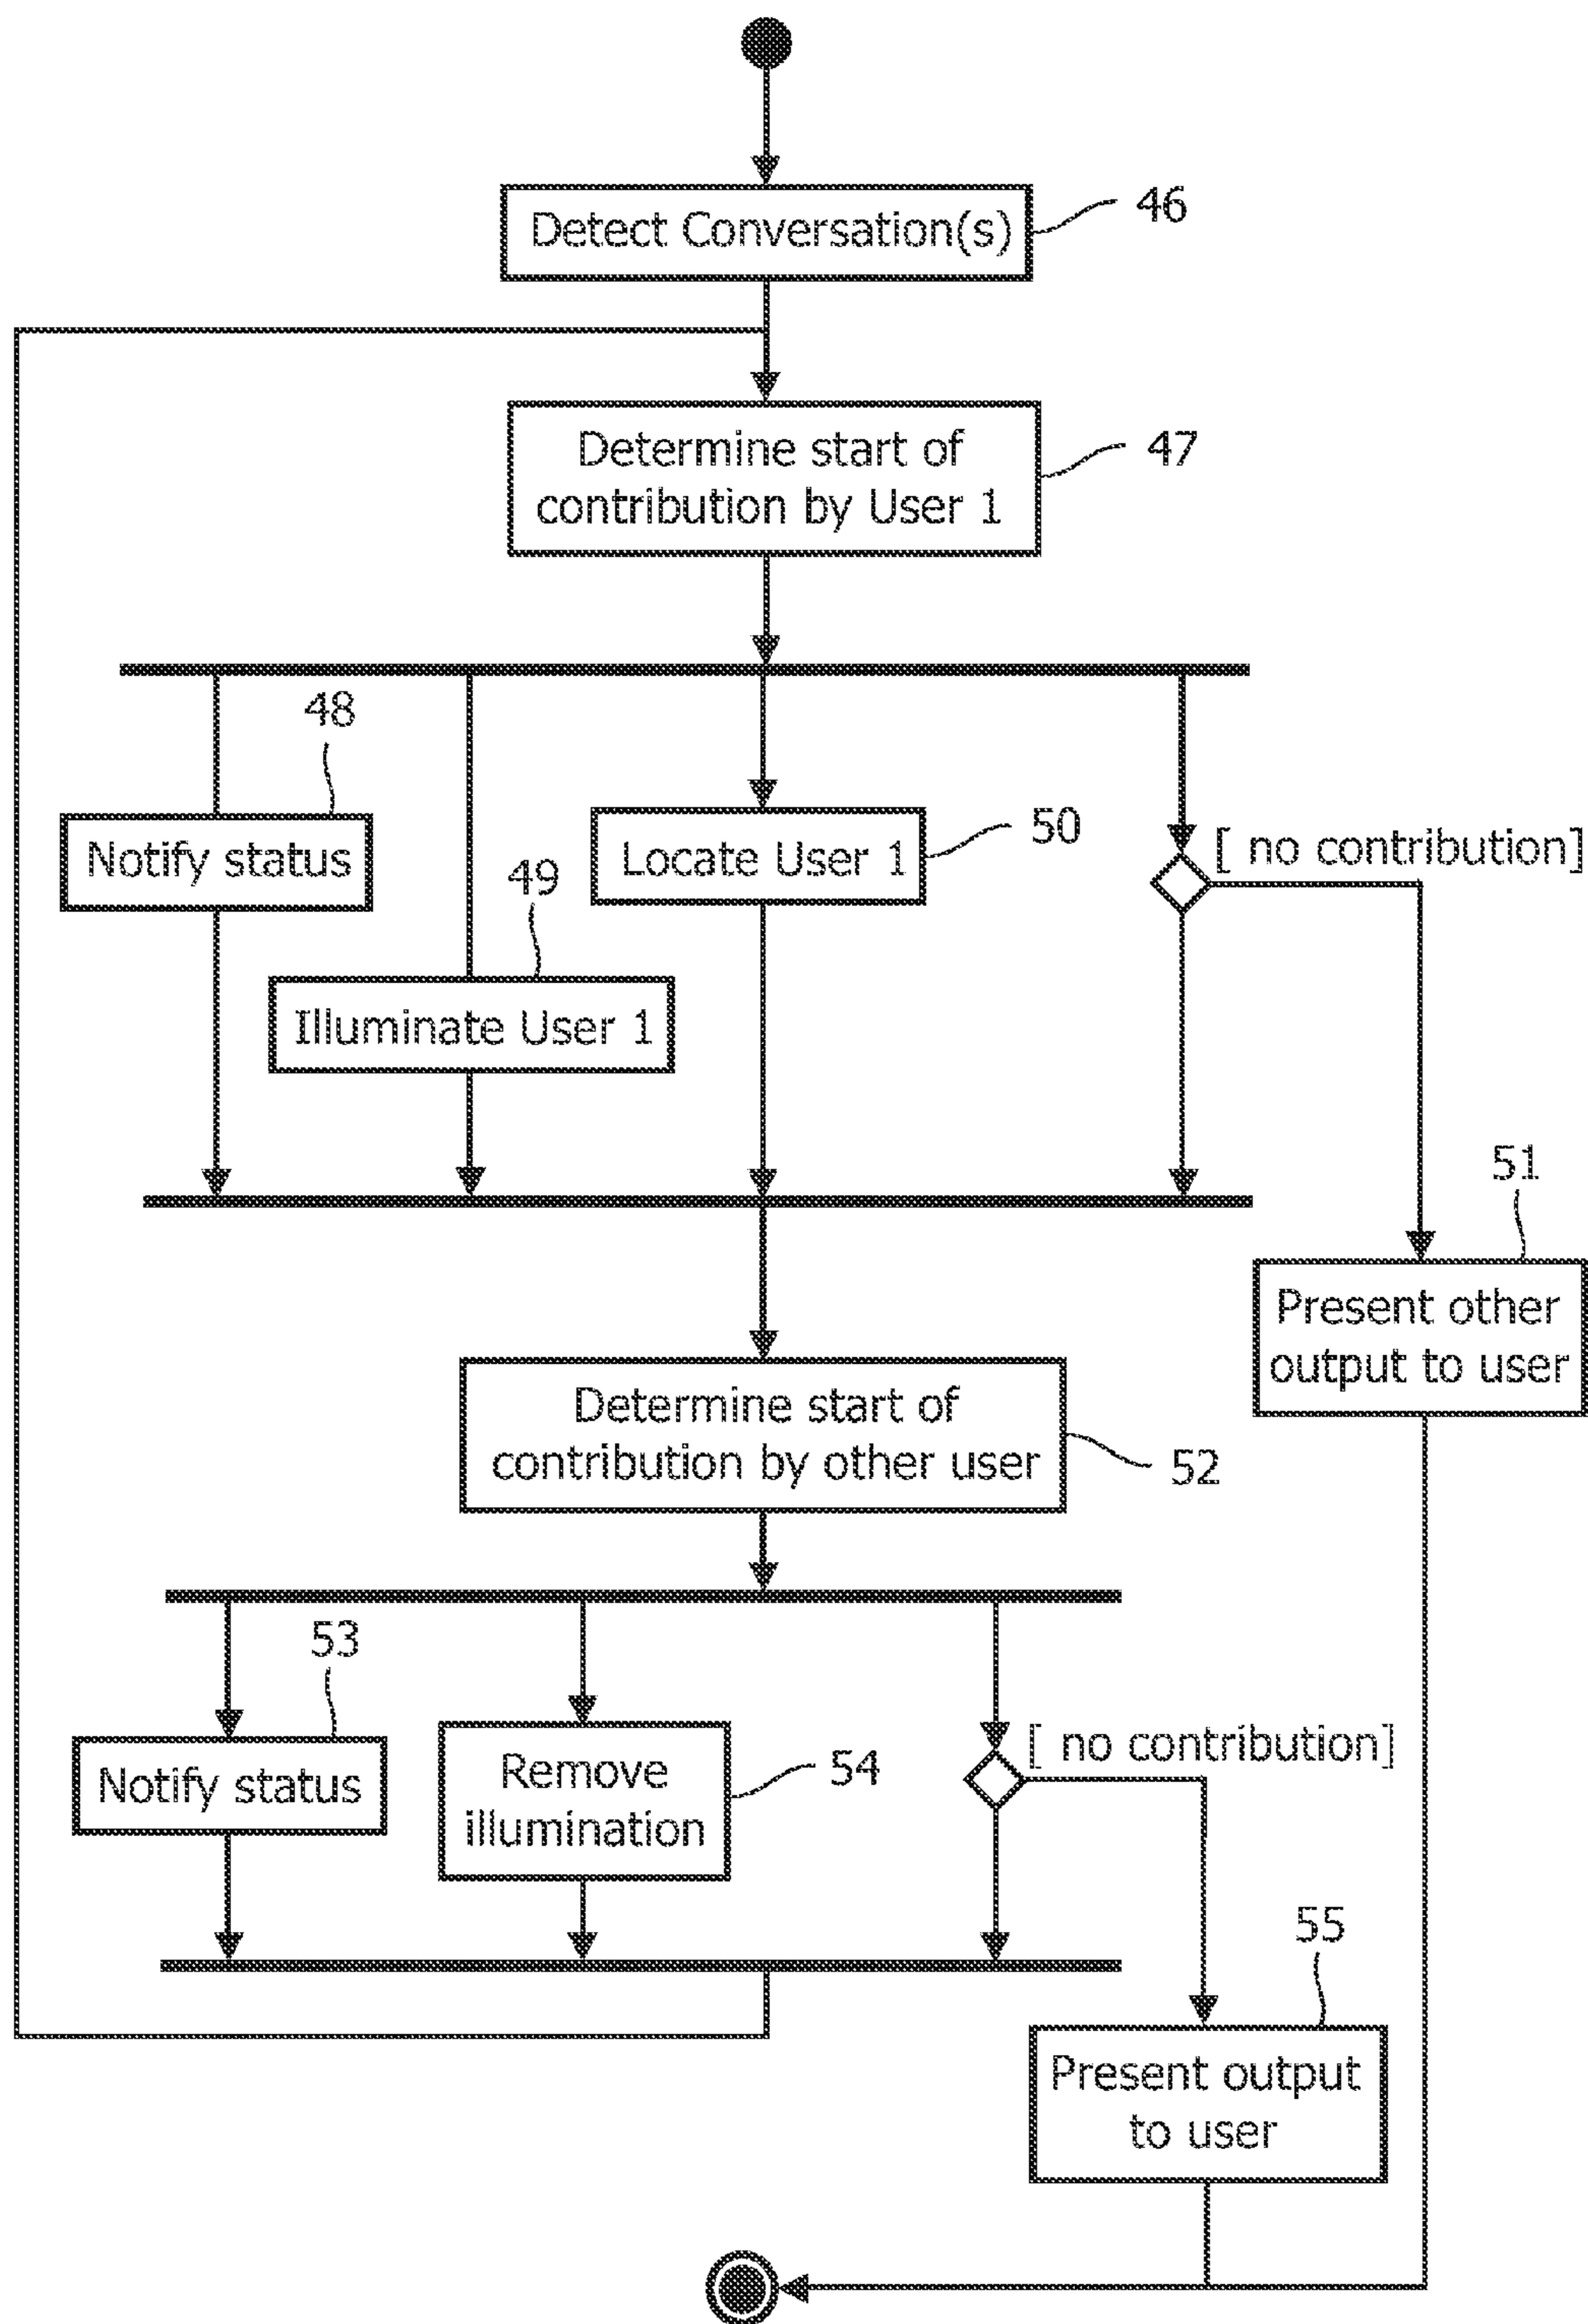 Detect Conversation(s)
46
Determine start of
contribution by User 1
47
48
Notify status
49
Illuminate User 1
Locate User 1
50
[ no contribution]
51
Present other
output to user
Determine start of
contribution by other user
52
53
Notify status
Remove
illumination
54
[ no contribution]
55
Present output
to user